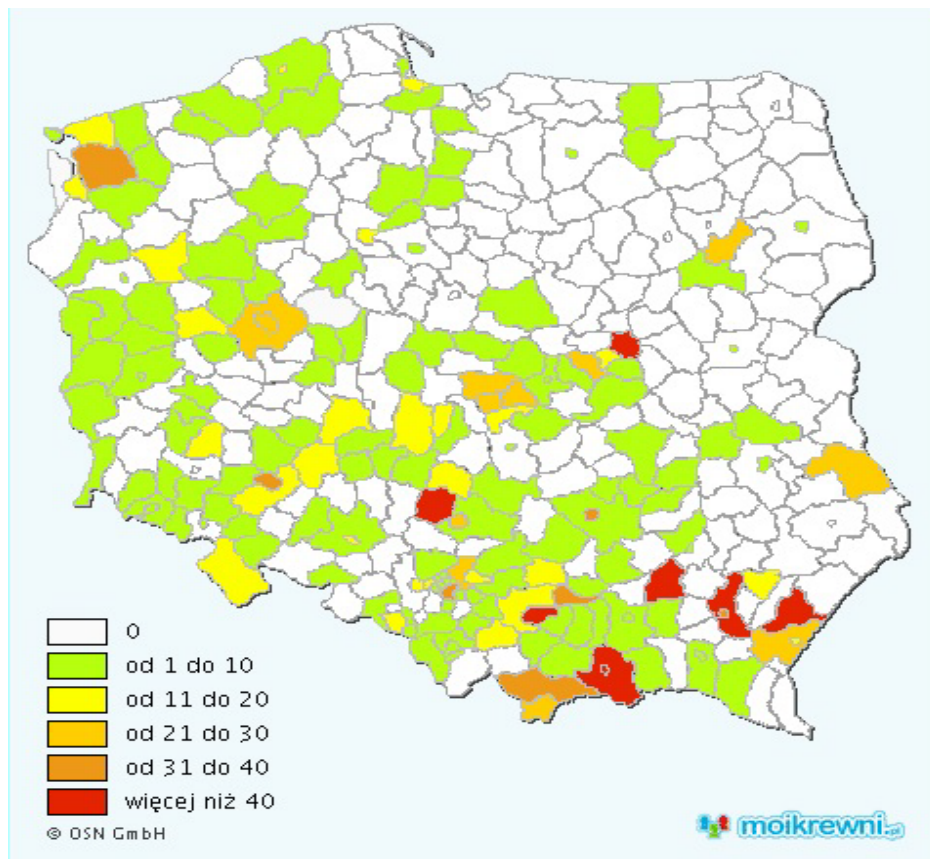 0
od 1 do 10
od 11 do 20
od 21 do 30
od 31 do 40
więcej niż 40
© OSN GmbH
moikrewni.pl